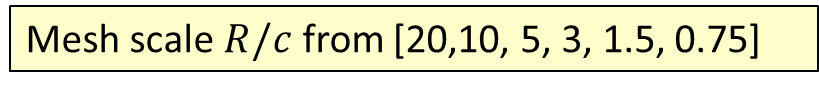 Mesh scale R/c from [20,10, 5, 3, 1.5, 0.75]